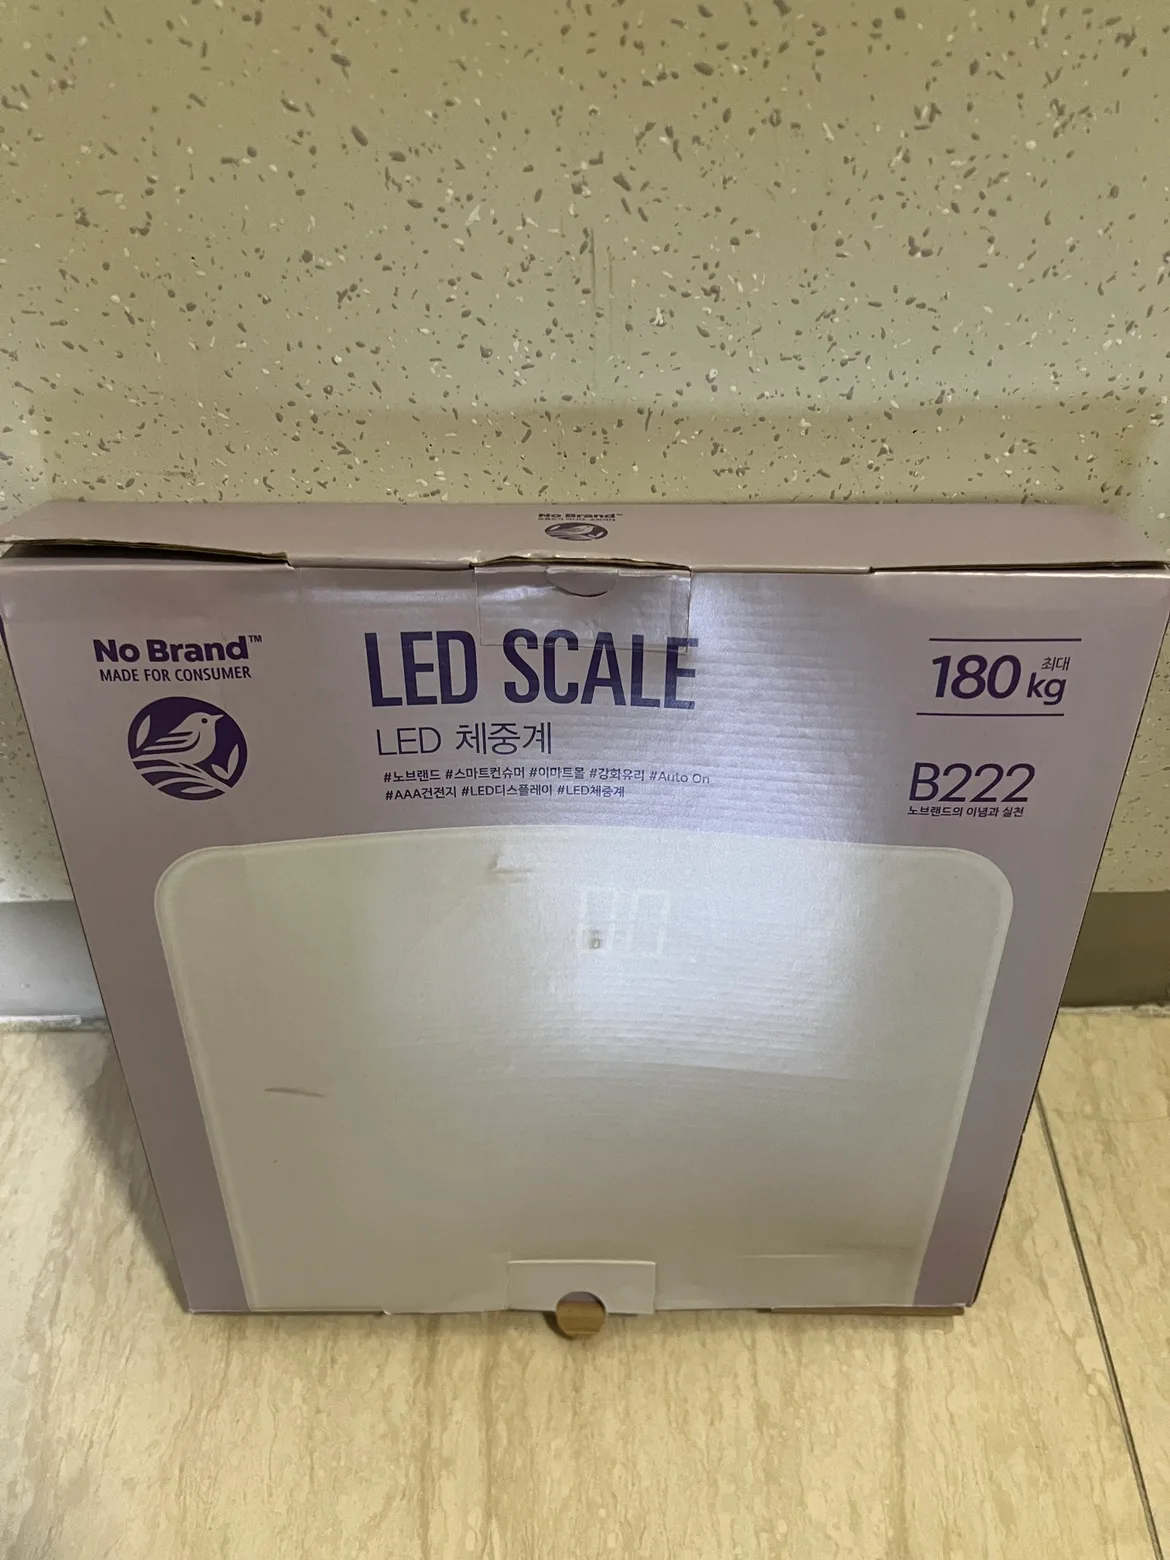 No Brand™
No Brand™
MADE FOR CONSUMER
LED SCALE
LED 체중계
#노브랜드 #스마트컨슈머 #이마트몰 #강화유리 #Auto On
#AAA건전지 #LED디스플레이 #LED체중계
최대
180 kg
B222
노브랜드의 이념과 실천